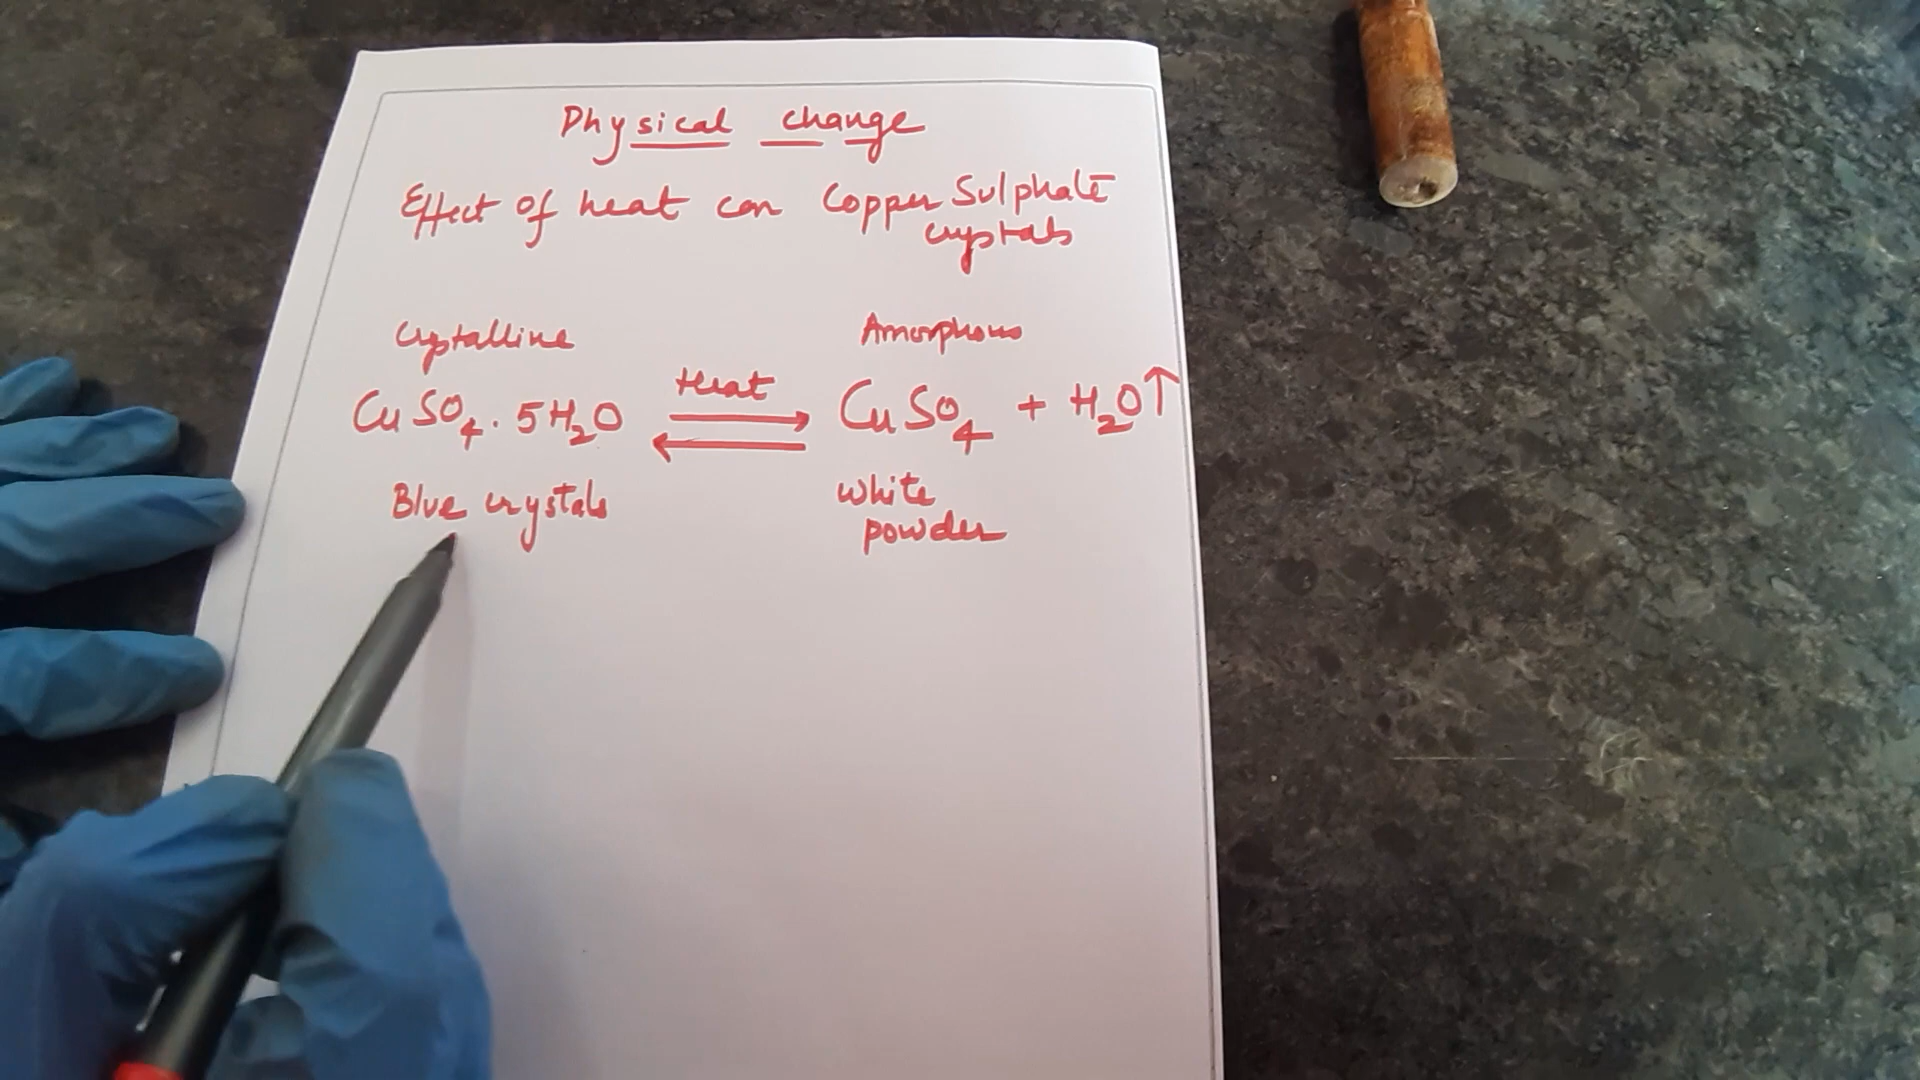 Physical change
Effect of heat on Copper Sulphate
crystals
Crystalline Amorphous
CuSO4 . 5H2O Heat ⇌ CuSO4 + H2O↑
Blue crystals White
powder